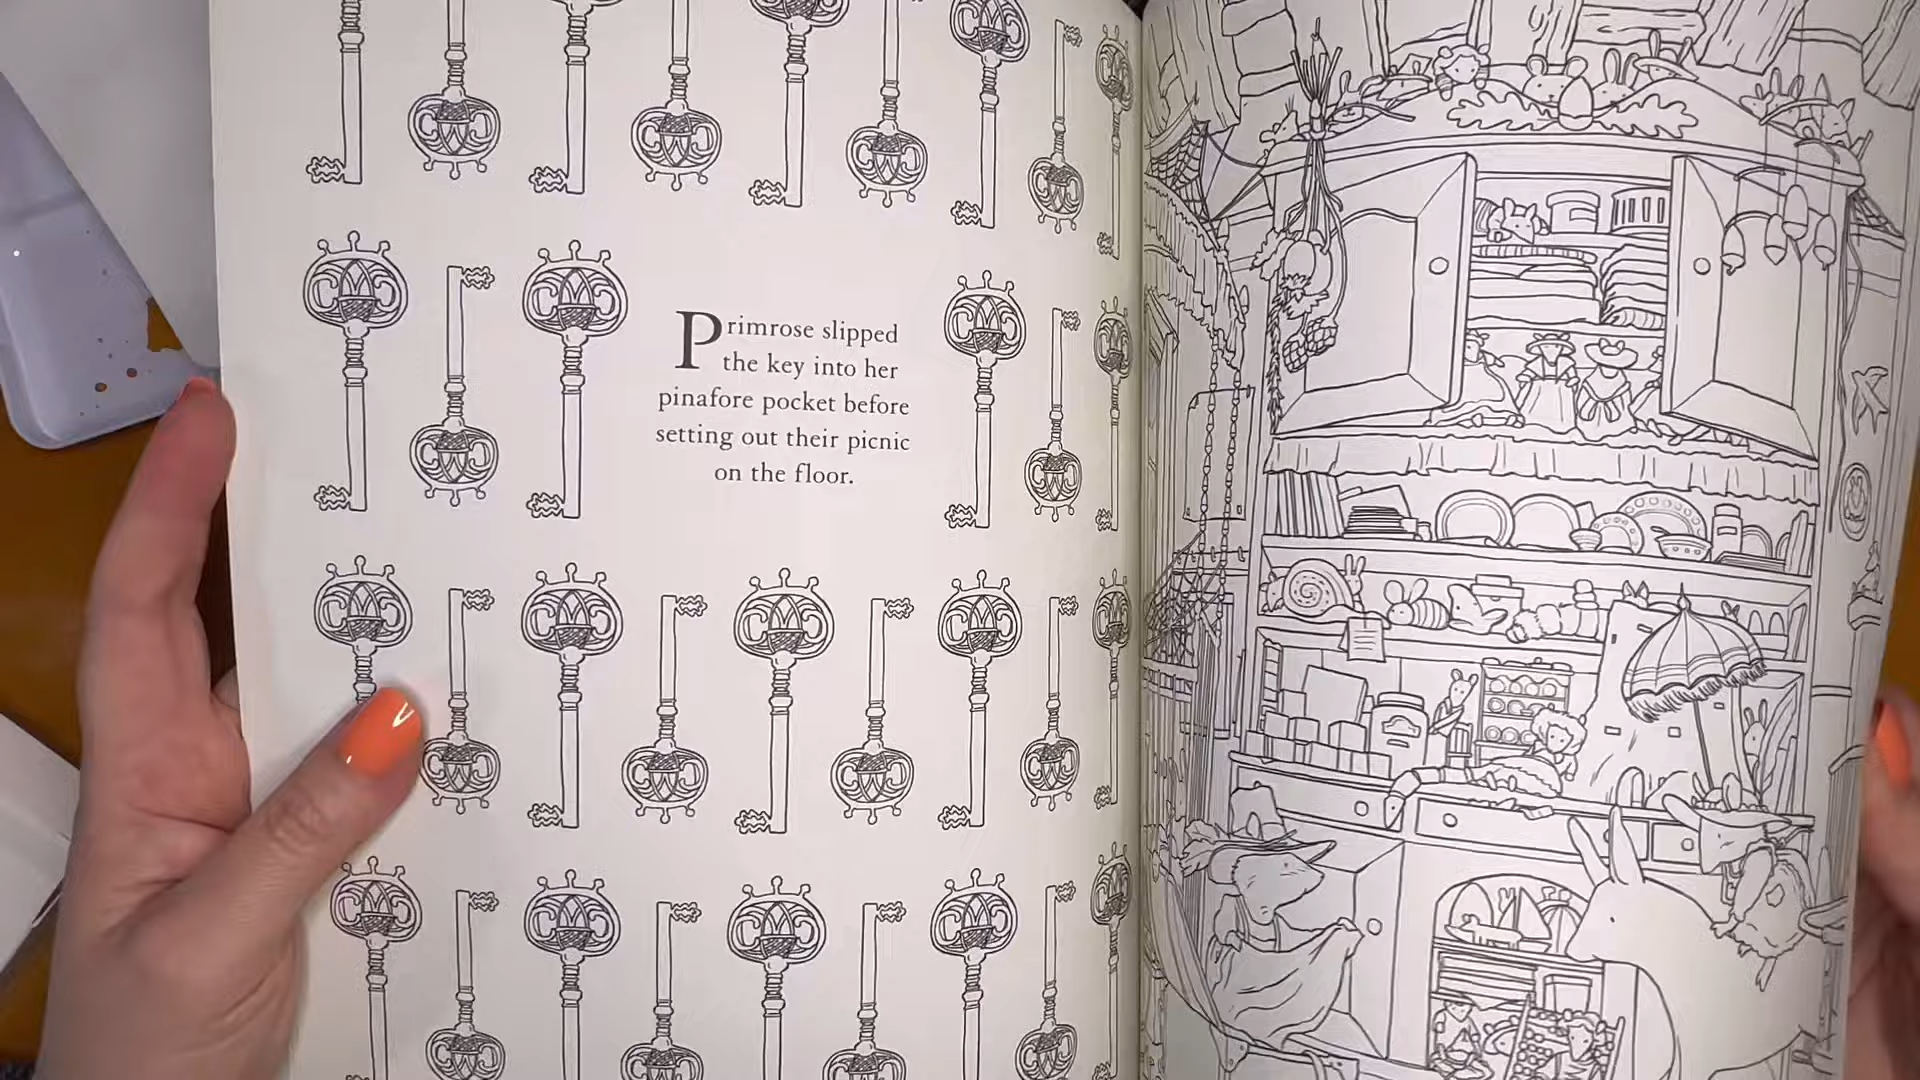 Primrose slipped
the key into her
pinafore pocket before
setting out their picnic
on the floor.